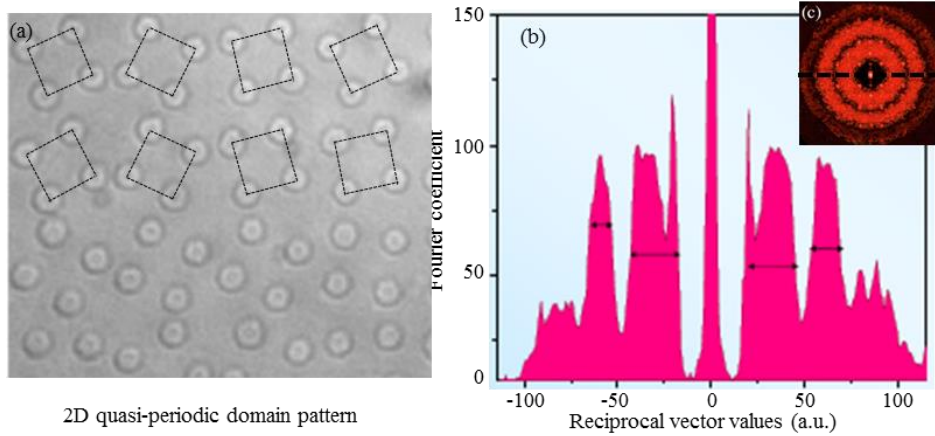 (a)
2D quasi-periodic domain pattern
(b)
(c)
Fourier coefficient
150
100
50
0
-100
-50
0
50
100
Reciprocal vector values (a.u.)